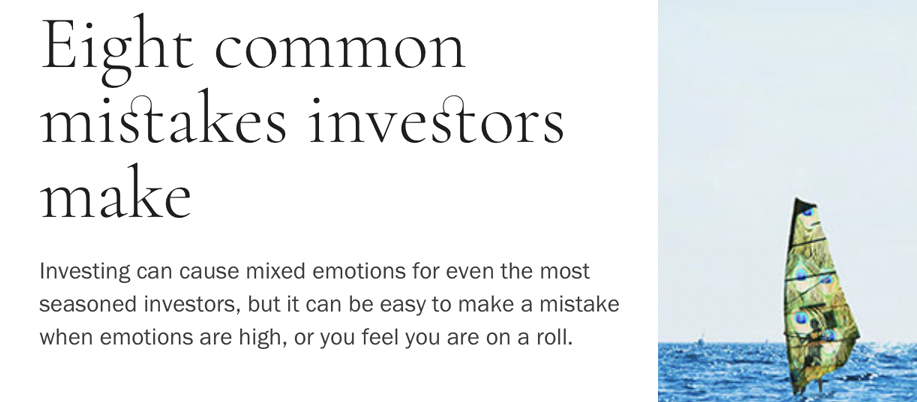 Eight common
mistakes investors
make
Investing can cause mixed emotions for even the most
seasoned investors, but it can be easy to make a mistake
when emotions are high, or you feel you are on a roll.